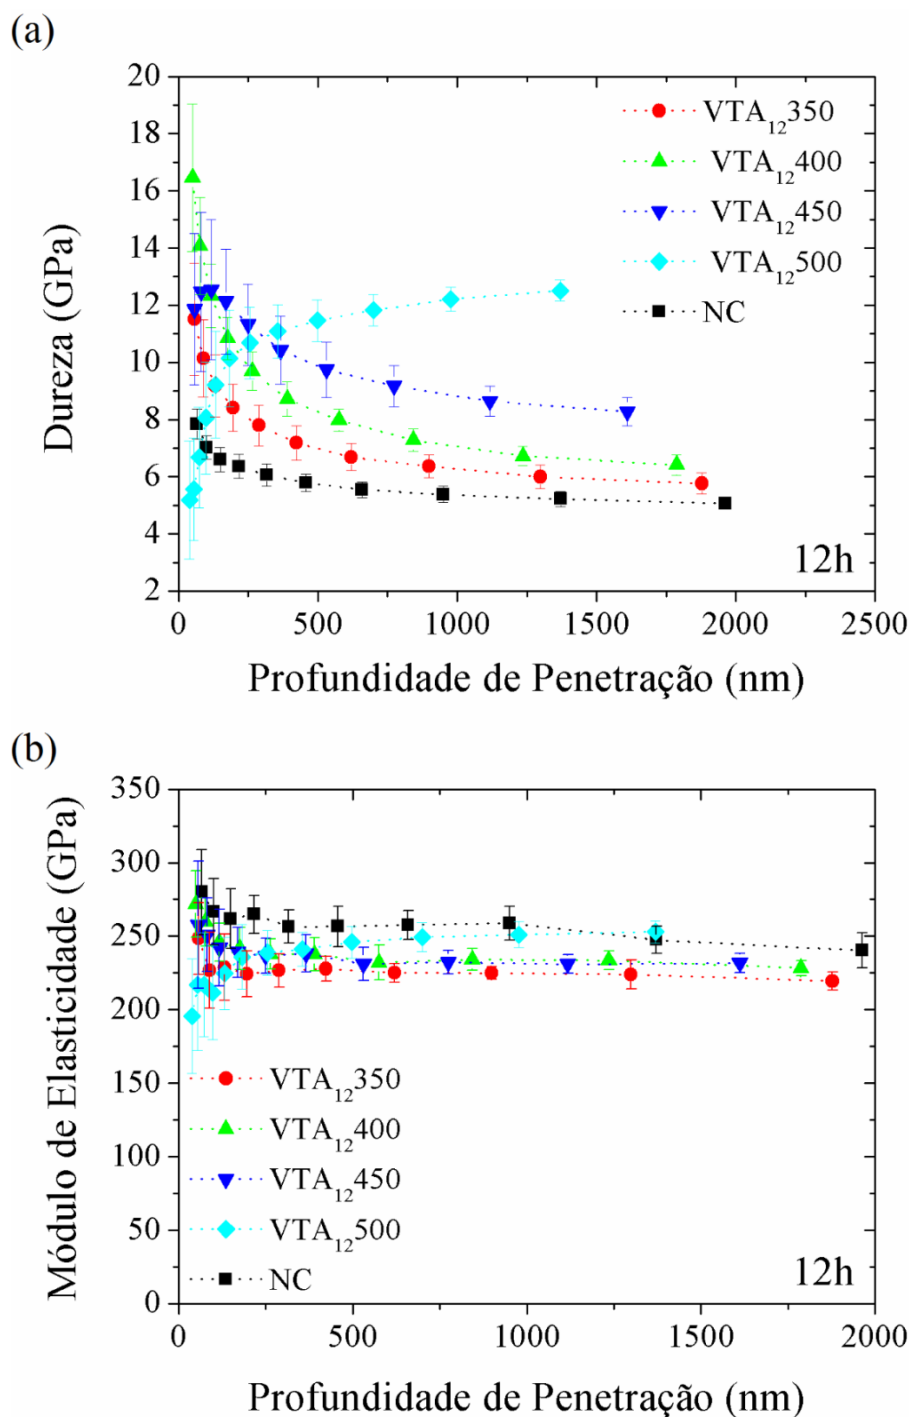 (a)
Dureza (GPa)
20
18
16
14
12
10
8
6
4
2
VTA₁₂350
VTA₁₂400
VTA₁₂450
VTA₁₂500
NC
12h
0 500 1000 1500 2000 2500
Profundidade de Penetração (nm)
(b)
Módulo de Elasticidade (GPa)
350
300
250
200
150
100
50
0
VTA₁₂350
VTA₁₂400
VTA₁₂450
VTA₁₂500
NC
12h
0 500 1000 1500 2000
Profundidade de Penetração (nm)